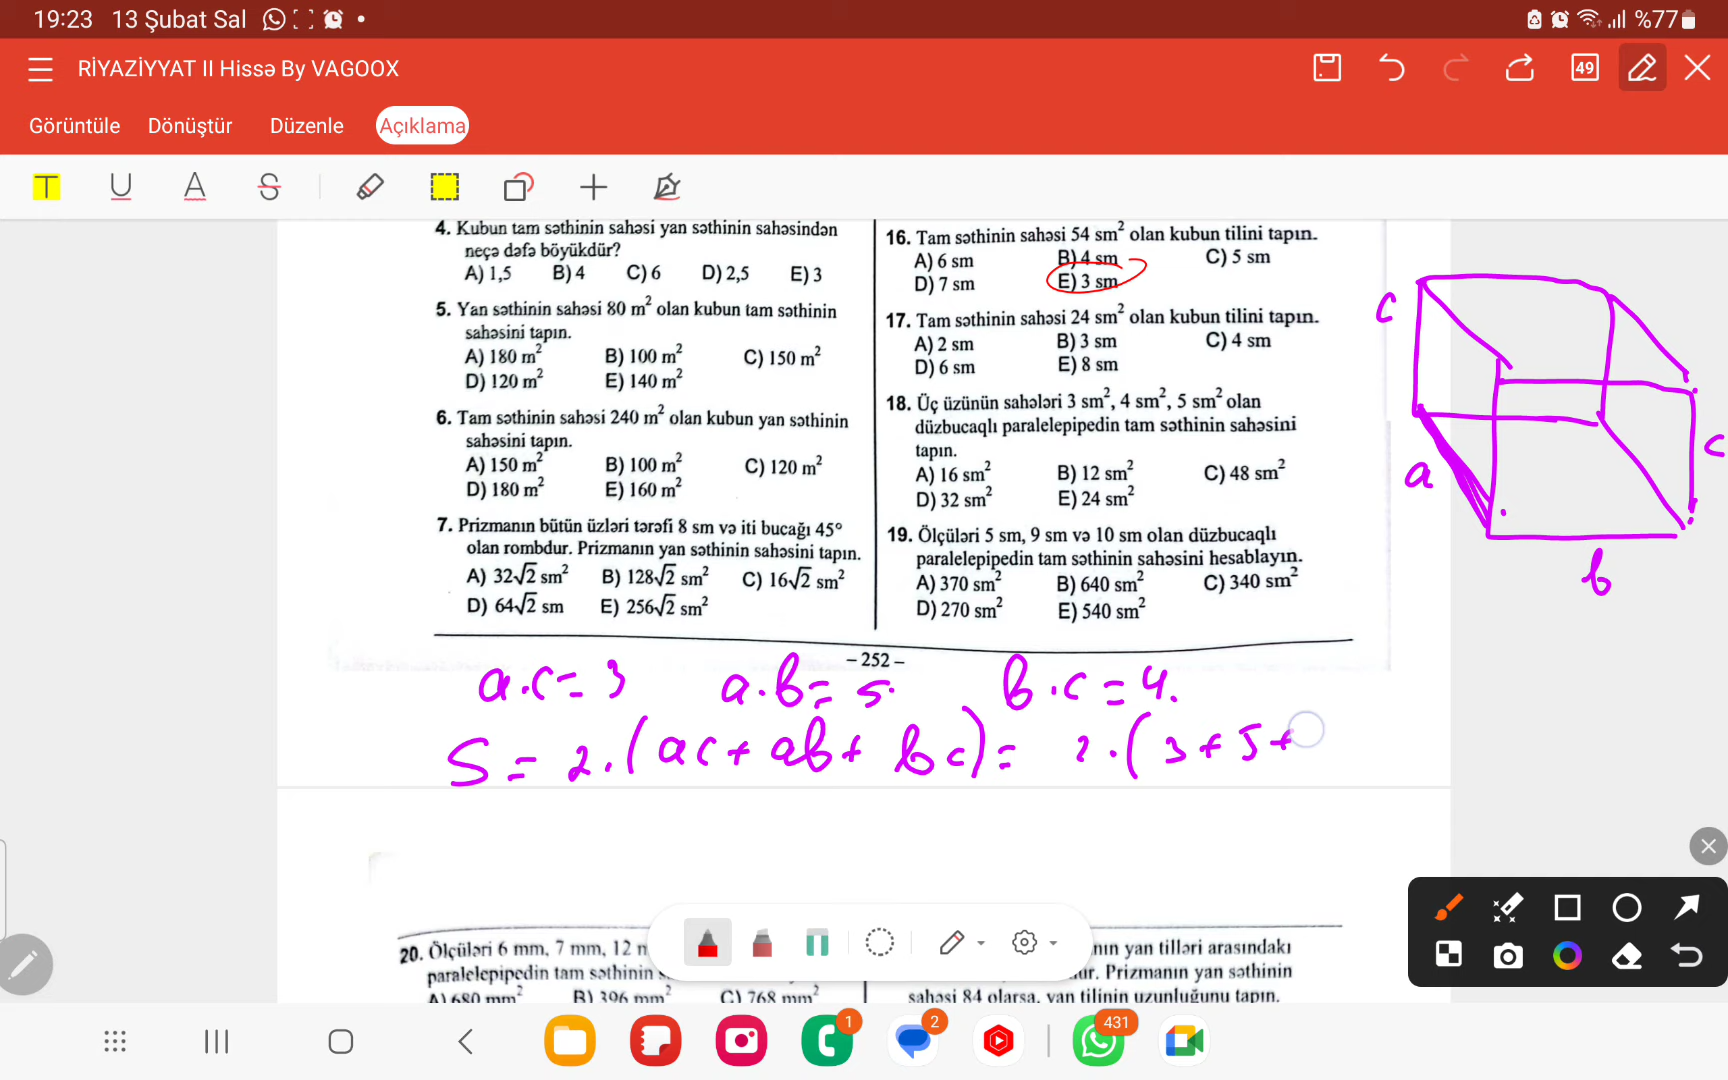 19:23 13 Şubat Sal
%77
RİYAZİYYAT II Hissə By VAGOOX
49
Görüntüle Dönüştür Düzenle Açıklama
T U A S
4. Kubun tam səthinin sahəsi yan səthinin sahəsindən
neçə dəfə böyükdür?
A) 1,5 B) 4 C) 6 D) 2,5 E) 3
5. Yan səthinin sahəsi 80 m² olan kubun tam səthinin
sahəsini tapın.
A) 180 m² B) 100 m² C) 150 m²
D) 120 m² E) 140 m²
6. Tam səthinin sahəsi 240 m² olan kubun yan səthinin
sahəsini tapın.
A) 150 m² B) 100 m² C) 120 m²
D) 180 m² E) 160 m²
7. Prizmanın bütün üzləri tərəfi 8 sm və iti bucağı 45°
olan rombdur. Prizmanın yan səthinin sahəsini tapın.
A) 32√2 sm² B) 128√2 sm² C) 16√2 sm²
D) 64√2 sm E) 256√2 sm²
16. Tam səthinin sahəsi 54 sm² olan kubun tilini tapın.
A) 6 sm B) 4 sm C) 5 sm
D) 7 sm E) 3 sm
17. Tam səthinin sahəsi 24 sm² olan kubun tilini tapın.
A) 2 sm B) 3 sm C) 4 sm
D) 6 sm E) 8 sm
18. Üç üzünün sahələri 3 sm², 4 sm², 5 sm² olan
düzbucaqlı paralelepipedin tam səthinin sahəsini
tapın.
A) 16 sm² B) 12 sm² C) 48 sm²
D) 32 sm² E) 24 sm²
19. Ölçüləri 5 sm, 9 sm və 10 sm olan düzbucaqlı
paralelepipedin tam səthinin sahəsini hesablayın.
A) 370 sm² B) 640 sm² C) 340 sm²
D) 270 sm² E) 540 sm²
c
c
a
b
– 252 –
a.c=3 a.b=5. b.c=4.
S=2.(ac+ab+bc)= 2.(3+5+
20. Ölçüləri 6 mm, 7 mm, 12 m
paralelepipedin tam səthinin
A) 680 mm² B) 396 mm² C) 768 mm²
nın yan tilləri arasındakı
ur. Prizmanın yan səthinin
sahəsi 84 olarsa, yan tilinin uzunluğunu tapın.
1 2 431